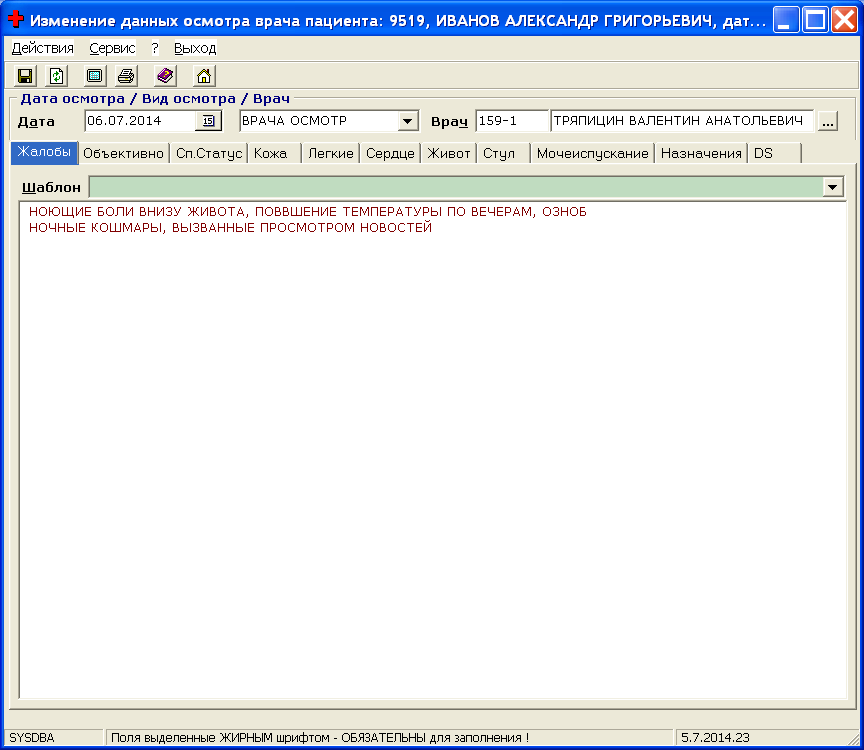 Изменение данных осмотра врача пациента: 9519, ИВАНОВ АЛЕКСАНДР ГРИГОРЬЕВИЧ, дат...
Действия Сервис ? Выход
Дата осмотра / Вид осмотра / Врач
Дата 06.07.2014 15 ВРАЧА ОСМОТР Врач 159-1 ТРЯПИЦИН ВАЛЕНТИН АНАТОЛЬЕВИЧ ...
Жалобы Объективно Сп.Статус Кожа Легкие Сердце Живот Стул Мочеиспускание Назначения DS
Шаблон
НОЮЩИЕ БОЛИ ВНИЗУ ЖИВОТА, ПОВВШЕНИЕ ТЕМПЕРАТУРЫ ПО ВЕЧЕРАМ, ОЗНОБ
НОЧНЫЕ КОШМАРЫ, ВЫЗВАННЫЕ ПРОСМОТРОМ НОВОСТЕЙ
SYSDBA Поля выделенные ЖИРНЫМ шрифтом - ОБЯЗАТЕЛЬНЫ для заполнения ! 5.7.2014.23